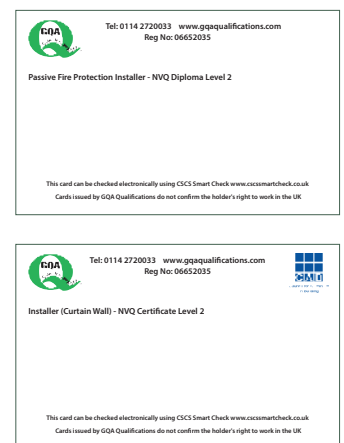 GQA
Tel: 0114 2720033 www.gqaqualifications.com
Reg No: 06652035
Passive Fire Protection Installer - NVQ Diploma Level 2
This card can be checked electronically using CSCS Smart Check www.cscssmartcheck.co.uk
Cards issued by GQA Qualifications do not confirm the holder's right to work in the UK
GQA
Tel: 0114 2720033 www.gqaqualifications.com
Reg No: 06652035
Installer (Curtain Wall) - NVQ Certificate Level 2
This card can be checked electronically using CSCS Smart Check www.cscssmartcheck.co.uk
Cards issued by GQA Qualifications do not confirm the holder's right to work in the UK